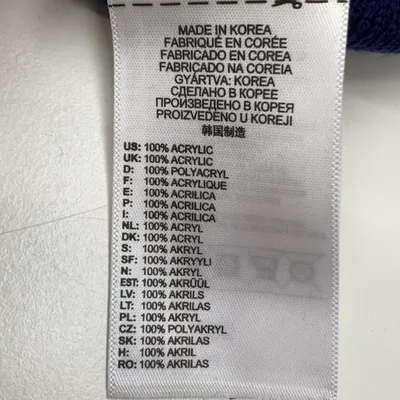 MADE IN KOREA
FABRIQUÉ EN CORÉE
FABRICADO EN COREA
FABRICADO NA COREIA
GYÁRTVA: KOREA
СДЕЛАНО В КОРЕЕ
ПРОИЗВЕДЕНО В КОРЕЯ
PROIZVEDENO U KOREJI
韩国制造
US: 100% ACRYLIC
UK: 100% ACRYLIC
D: 100% POLYACRYL
F: 100% ACRYLIQUE
E: 100% ACRILICA
P: 100% ACRILICA
I: 100% ACRILICA
NL: 100% ACRYL
DK: 100% ACRYL
S: 100% AKRYL
SF: 100% AKRYYLI
N: 100% AKRYL
EST: 100% AKRÜÜL
LV: 100% AKRILS
LT: 100% AKRILAS
PL: 100% AKRYL
CZ: 100% POLYAKRYL
SK: 100% AKRILAS
H: 100% AKRIL
RO: 100% AKRILAS